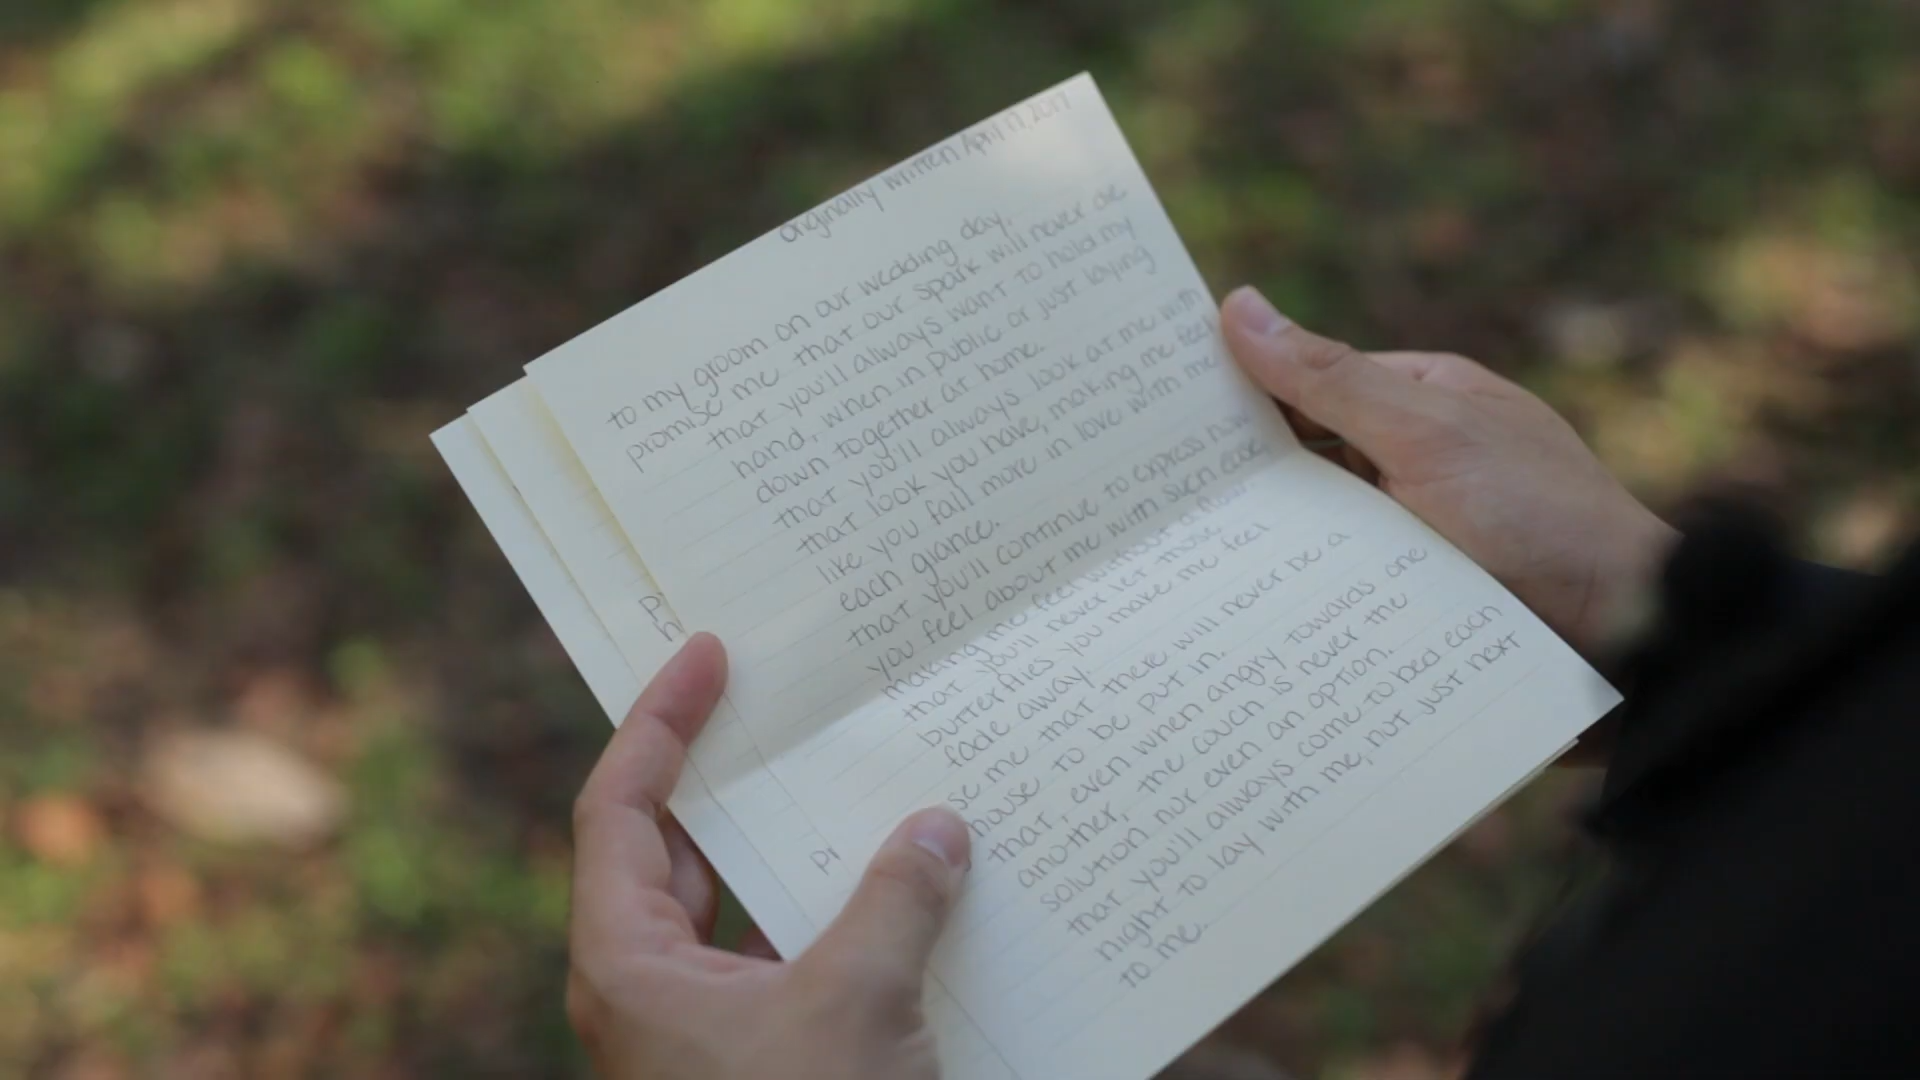 originally written April 17, 2017
to my groom on our wedding day,
promise me that our spark will never die
that you'll always want to hold my
hand, when in public or just laying
down together at home.
that you'll always look at me with
that look you have, making me feel
like you fall more in love with me
each glance.
that you'll continue to express how
you feel about me with such ease,
making me feel without a
that you'll never let those
butterflies you make me feel
fade away.
se me that there will never be a
house to be put in.
that, even when angry towards one
another, the couch is never the
solution nor even an option.
that you'll always come to bed each
night to lay with me, not just next
to me.
p
h
pr